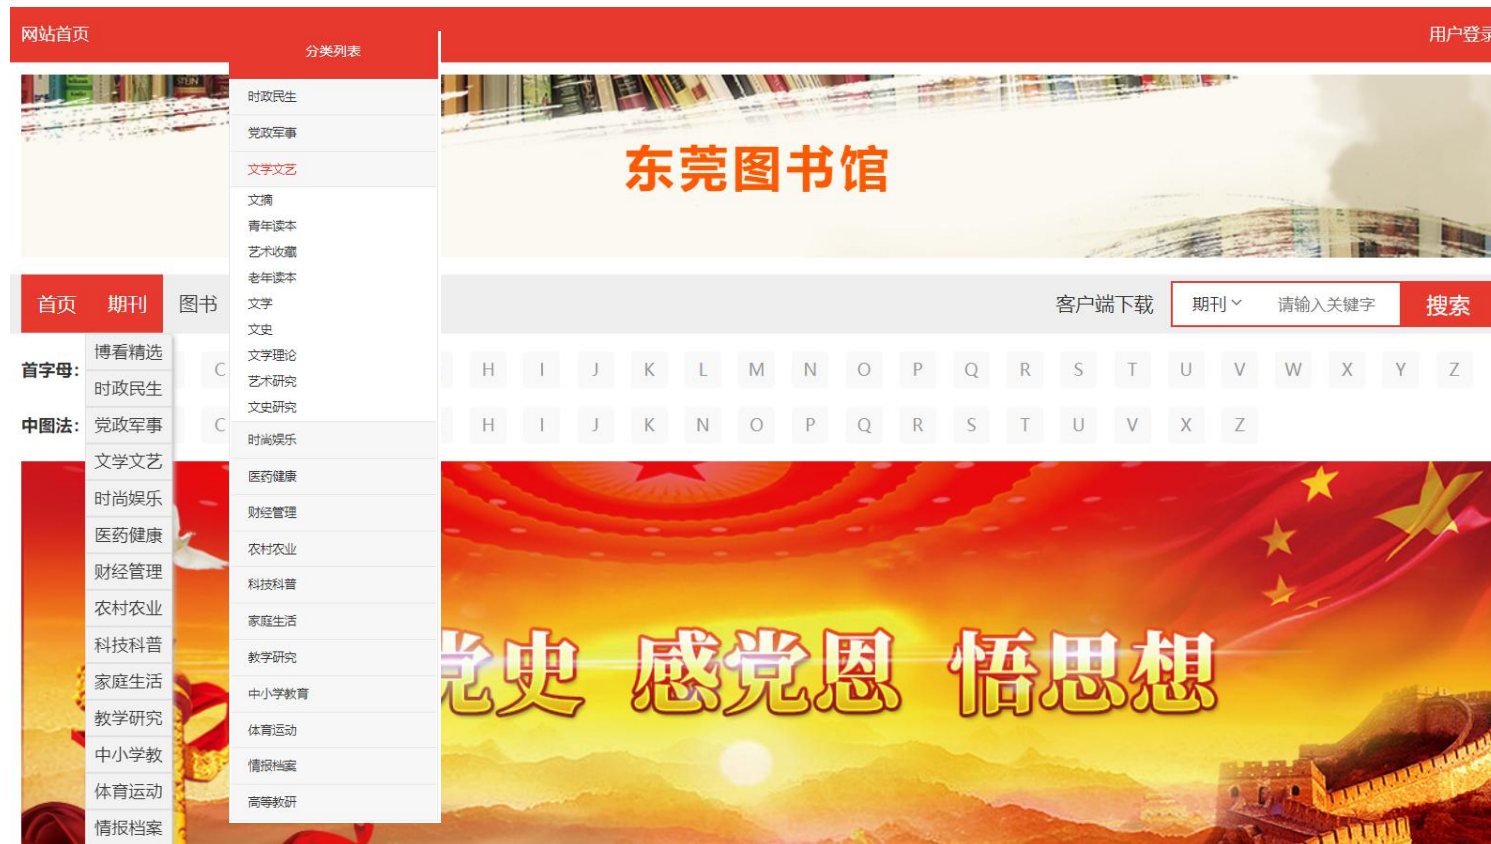 网站首页
用户登录
分类列表
时政民生
党政军事
文学文艺
文摘
青年读本
艺术收藏
老年读本
文学
文史
文学理论
艺术研究
文史研究
时尚娱乐
医药健康
财经管理
农村农业
科技科普
家庭生活
教学研究
中小学教育
体育运动
情报档案
高等教研
东莞图书馆
首页 期刊 图书
客户端下载 期刊 请输入关键字 搜索
博看精选
时政民生
党政军事
文学文艺
时尚娱乐
医药健康
财经管理
农村农业
科技科普
家庭生活
教学研究
中小学教
体育运动
情报档案
首字母: C H I J K L M N O P Q R S T U V W X Y Z
中图法: C H I J K N O P Q R S T U V X Z
党史 感党恩 悟思想